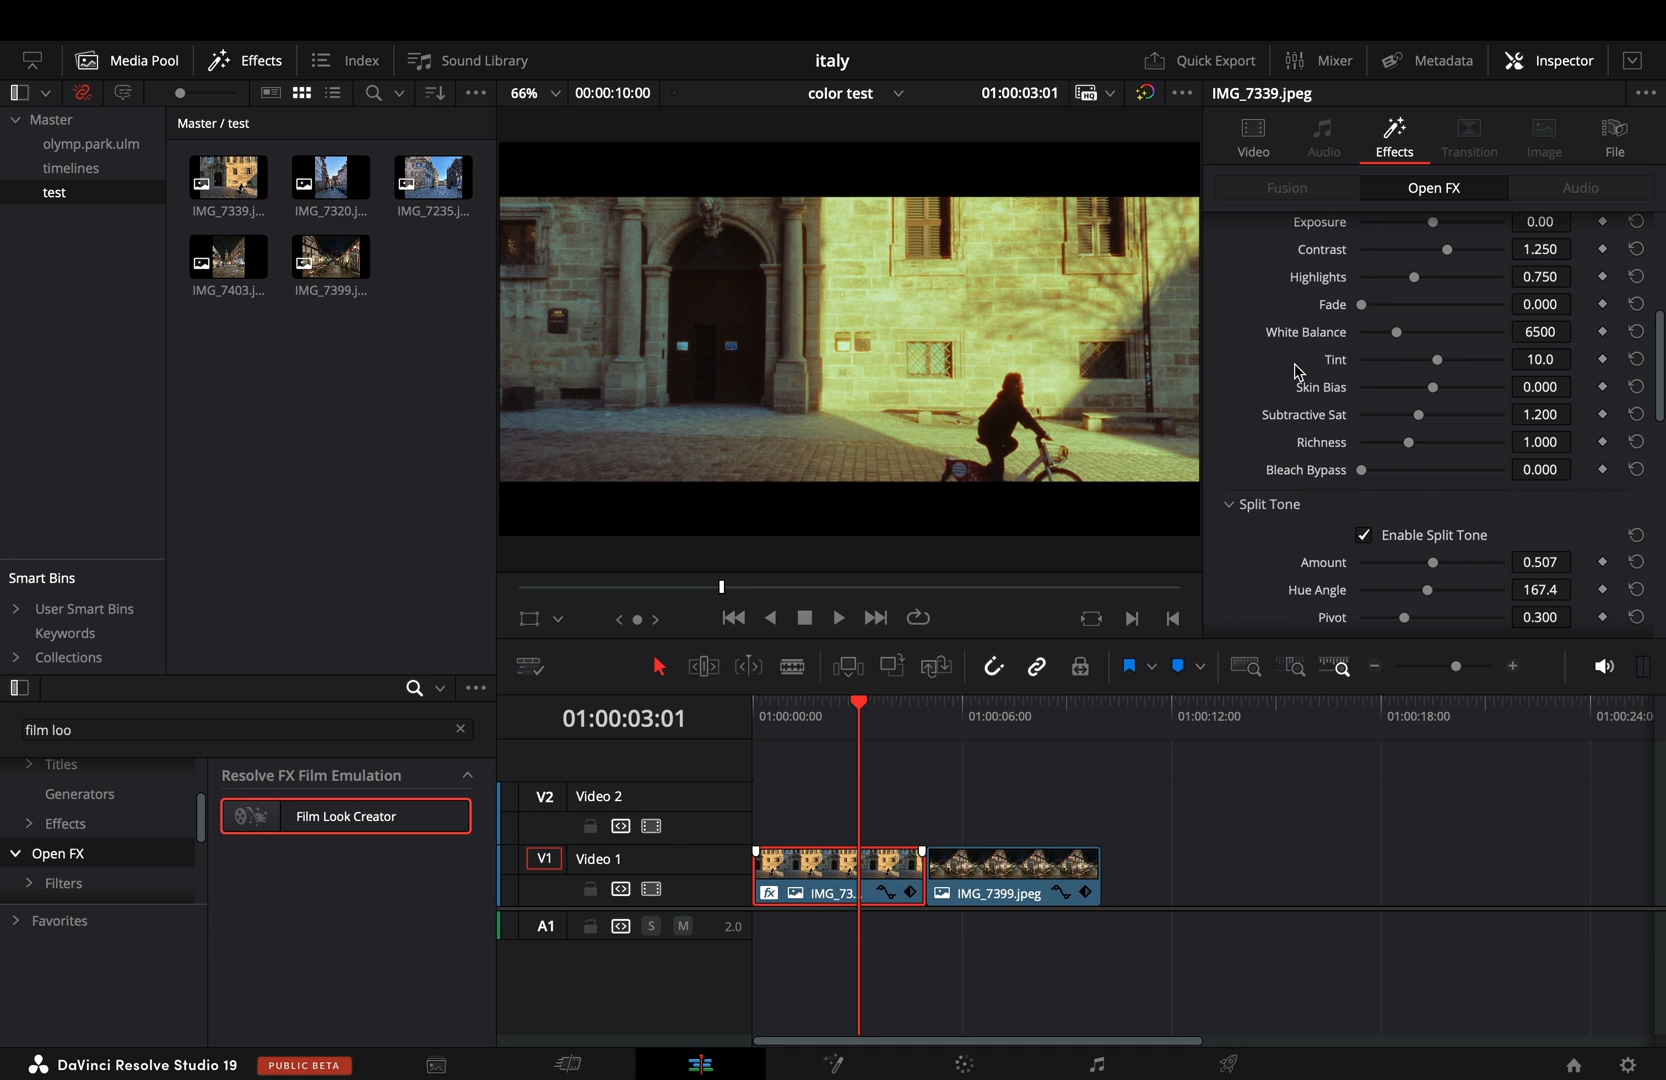 Media Pool
Effects
Index
Sound Library
italy
Quick Export
Mixer
Metadata
Inspector
66%
00:00:10:00
color test
01:00:03:01
HQ
IMG_7339.jpeg
Master
olymp.park.ulm
timelines
test
Master / test
IMG_7339.j...
IMG_7320.j...
IMG_7235.j...
IMG_7403.j...
IMG_7399.j...
Video
Audio
Effects
Transition
Image
File
Fusion
Open FX
Audio
Exposure 0.00
Contrast 1.250
Highlights 0.750
Fade 0.000
White Balance 6500
Tint 10.0
Skin Bias 0.000
Subtractive Sat 1.200
Richness 1.000
Bleach Bypass 0.000
Split Tone
Enable Split Tone
Amount 0.507
Hue Angle 167.4
Pivot 0.300
Smart Bins
User Smart Bins
Keywords
Collections
film loo
Titles
Generators
Effects
Open FX
Filters
Favorites
Resolve FX Film Emulation
Film Look Creator
01:00:03:01
01:00:00:00
01:00:06:00
01:00:12:00
01:00:18:00
01:00:24:0
V2 Video 2
V1 Video 1
fx IMG_73...
IMG_7399.jpeg
A1 S M 2.0
DaVinci Resolve Studio 19
PUBLIC BETA